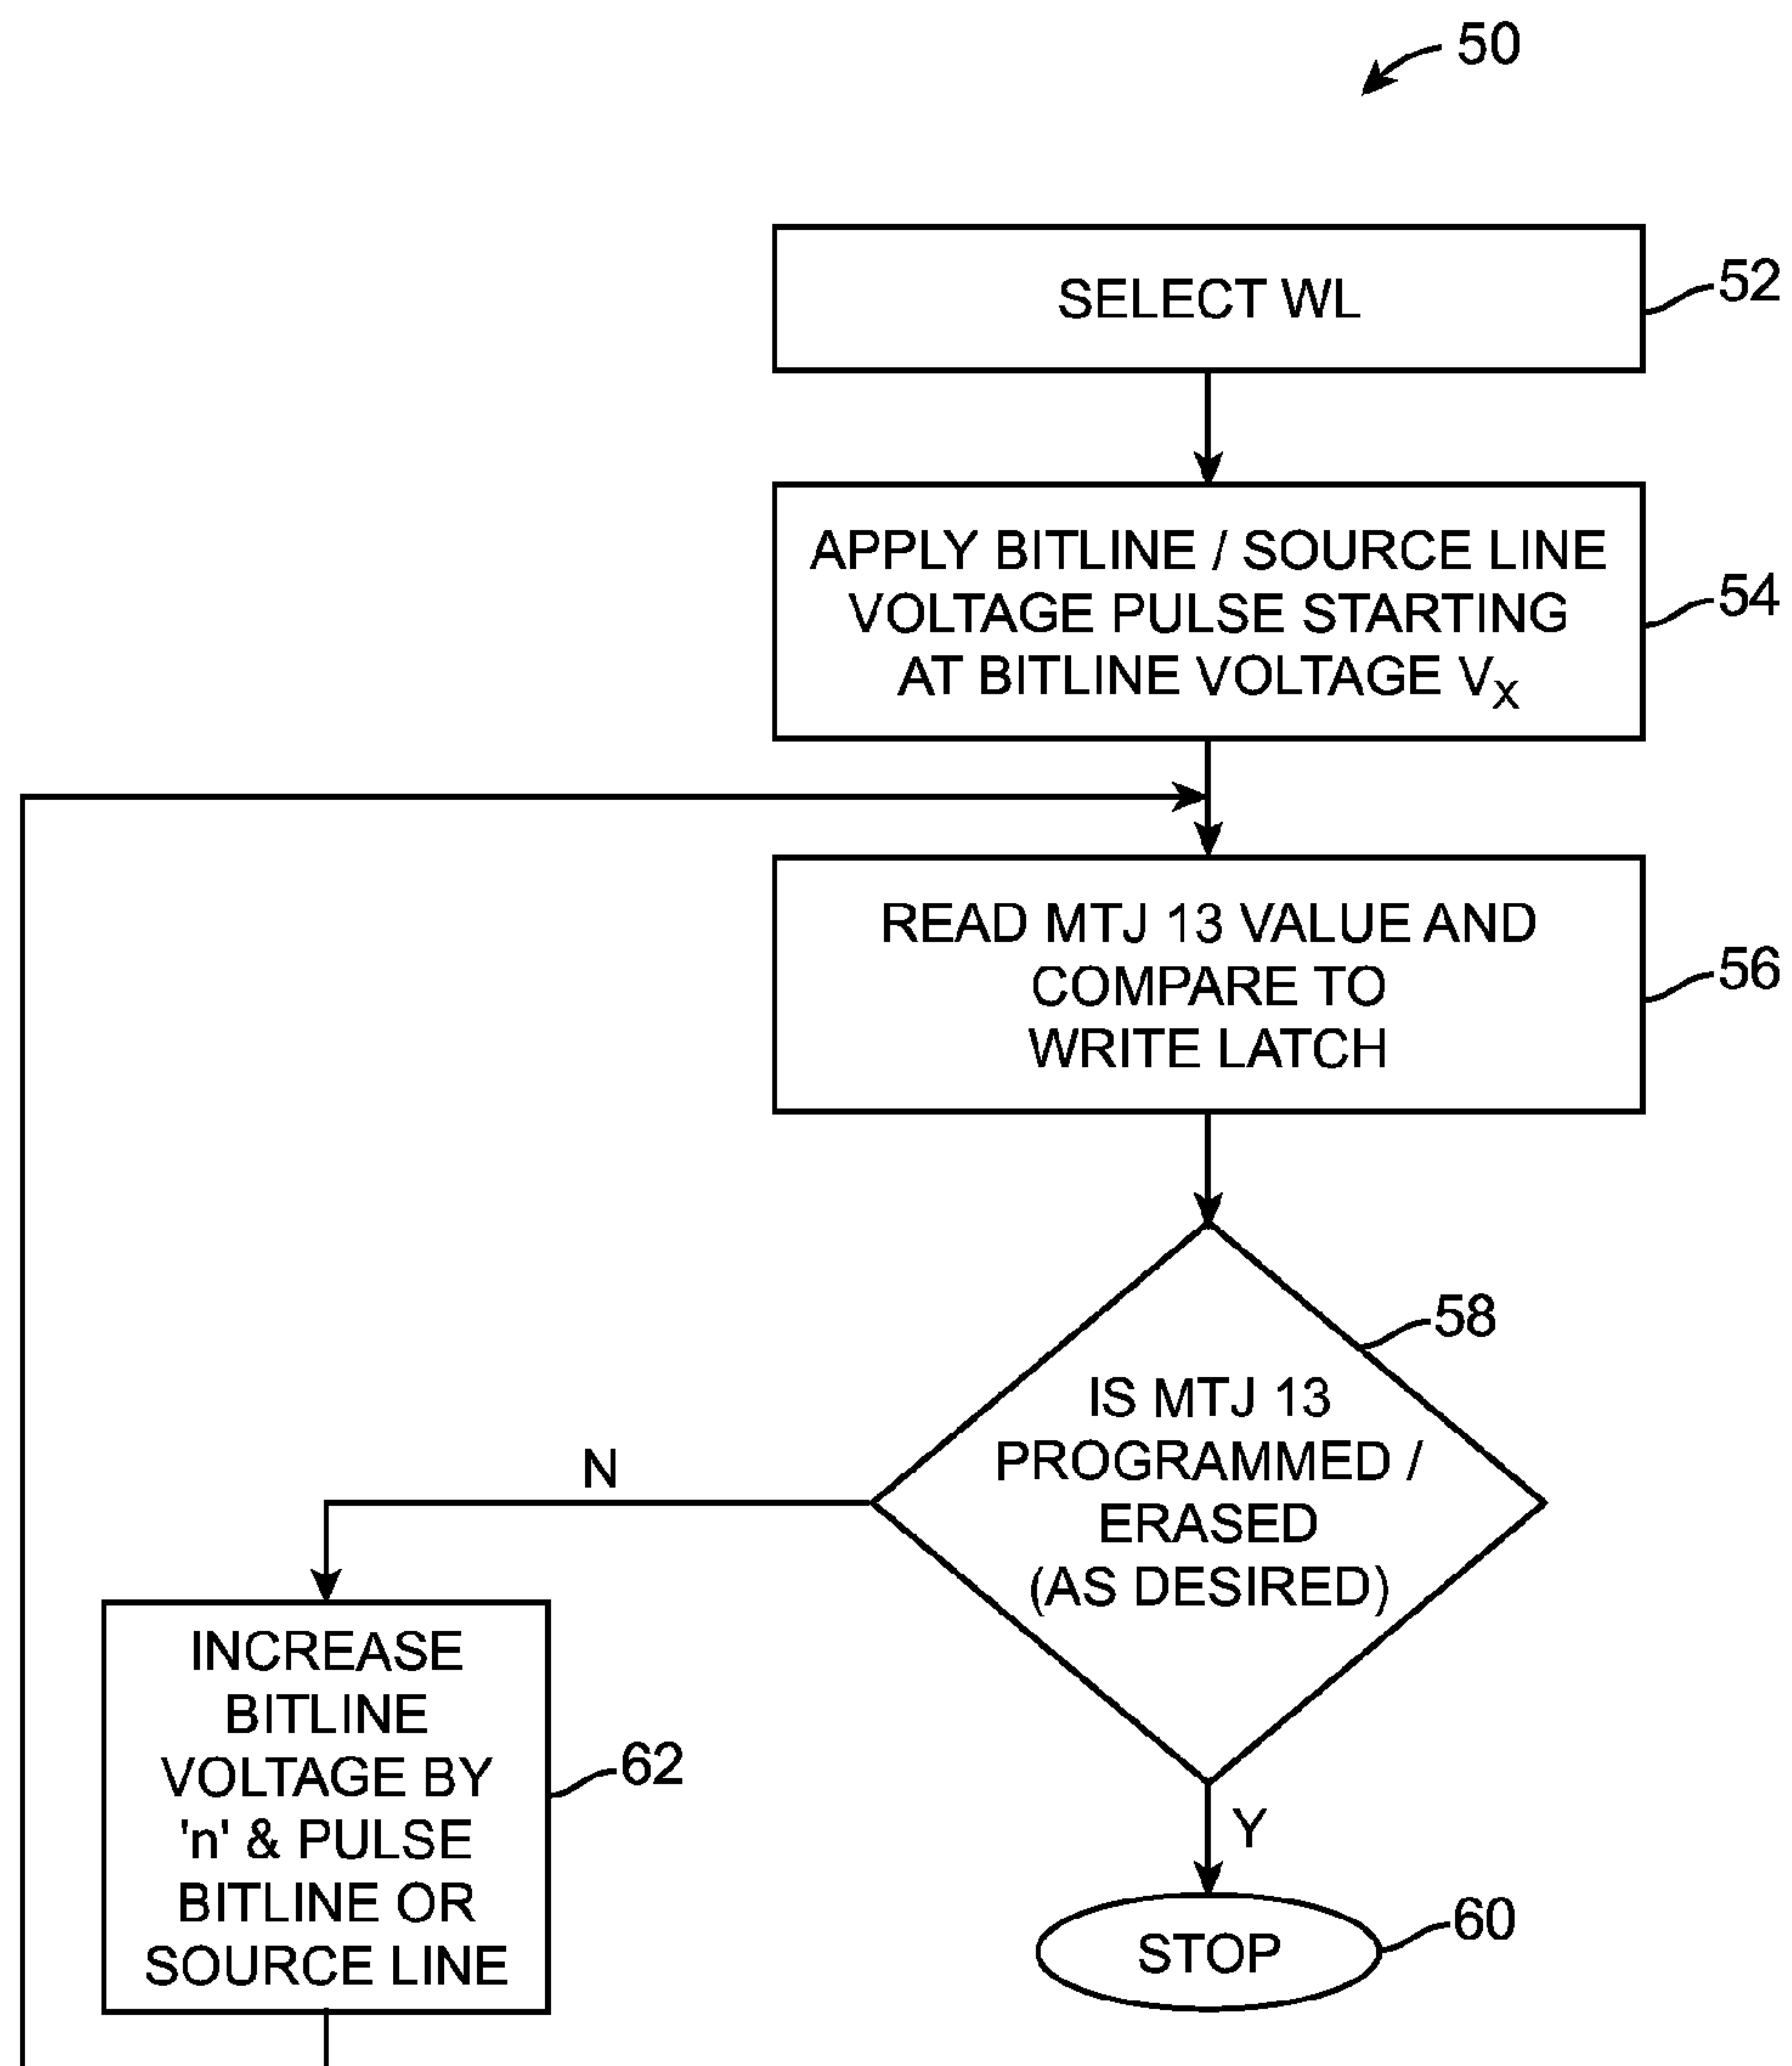 50
SELECT WL
52
APPLY BITLINE / SOURCE LINE
VOLTAGE PULSE STARTING
AT BITLINE VOLTAGE VX
54
READ MTJ 13 VALUE AND
COMPARE TO
WRITE LATCH
56
58
IS MTJ 13
PROGRAMMED /
ERASED
(AS DESIRED)
N
Y
INCREASE
BITLINE
VOLTAGE BY
'n' & PULSE
BITLINE OR
SOURCE LINE
62
STOP
60